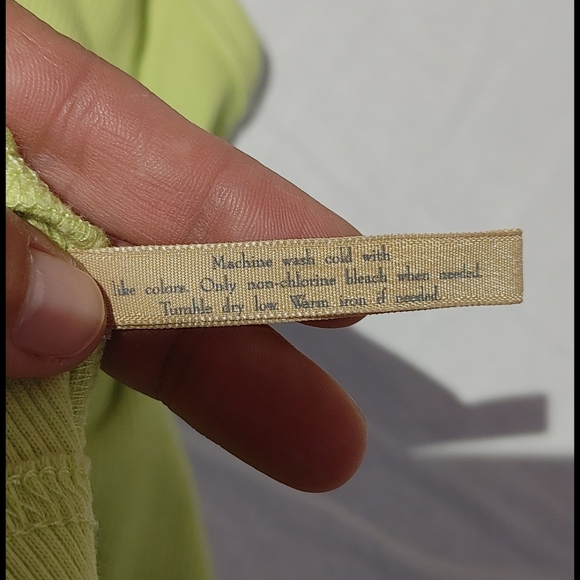 Machine wash cold with
like colors. Only non-chlorine bleach when needed.
Tumble dry low. Warm iron if needed.